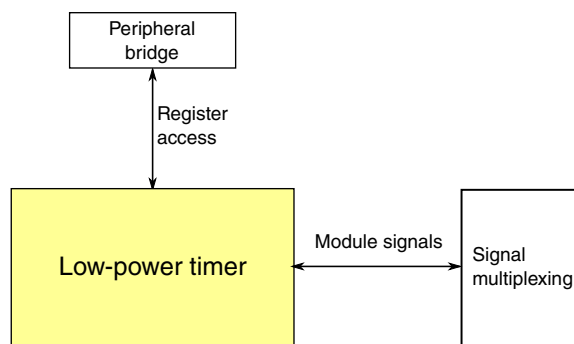 Peripheral
bridge
Register
access
Low-power timer
Module signals
Signal
multiplexing